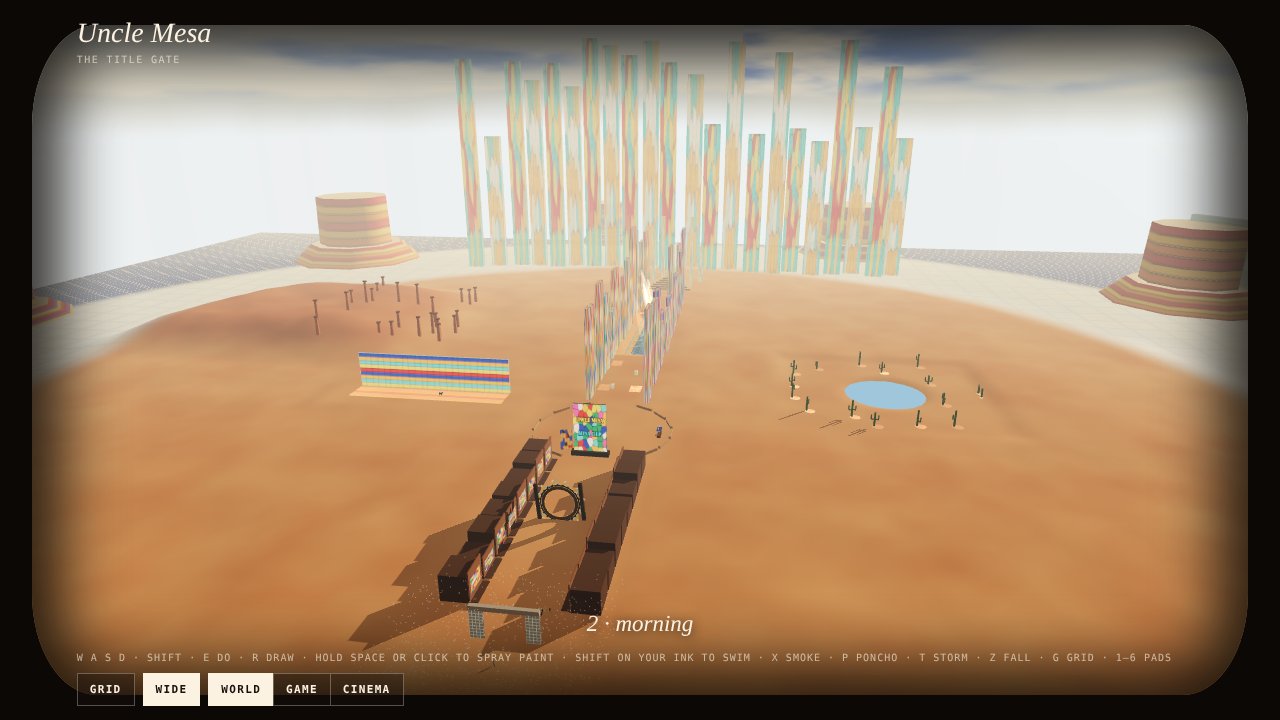 Uncle Mesa
THE TITLE GATE
2 · morning
W A S D · SHIFT · E DO · R DRAW · HOLD SPACE OR CLICK TO SPRAY PAINT · SHIFT ON YOUR INK TO SWIM · X SMOKE · P PONCHO · T STORM · Z FALL · G GRID · 1–6 PADS
GRID WIDE WORLD GAME CINEMA